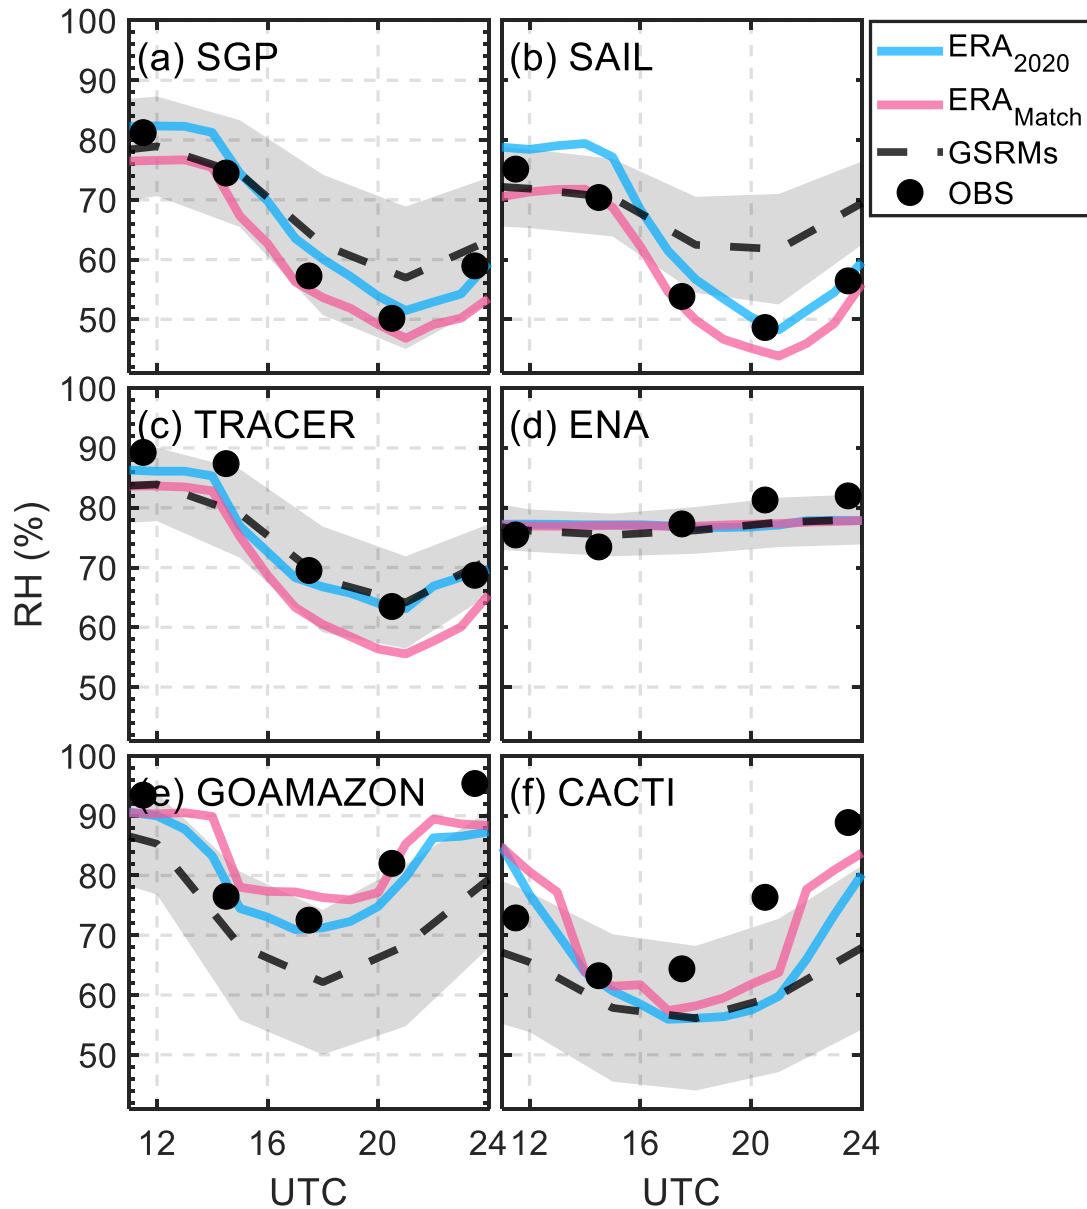 100
90
80
70
60
50
(a) SGP
(b) SAIL
ERA2020
ERAMatch
GSRMs
OBS
100
90
80
70
60
50
RH (%)
(c) TRACER
(d) ENA
100
90
80
70
60
50
(e) GOAMAZON
(f) CACTI
12 16 20 24 12 16 20 24
UTC UTC